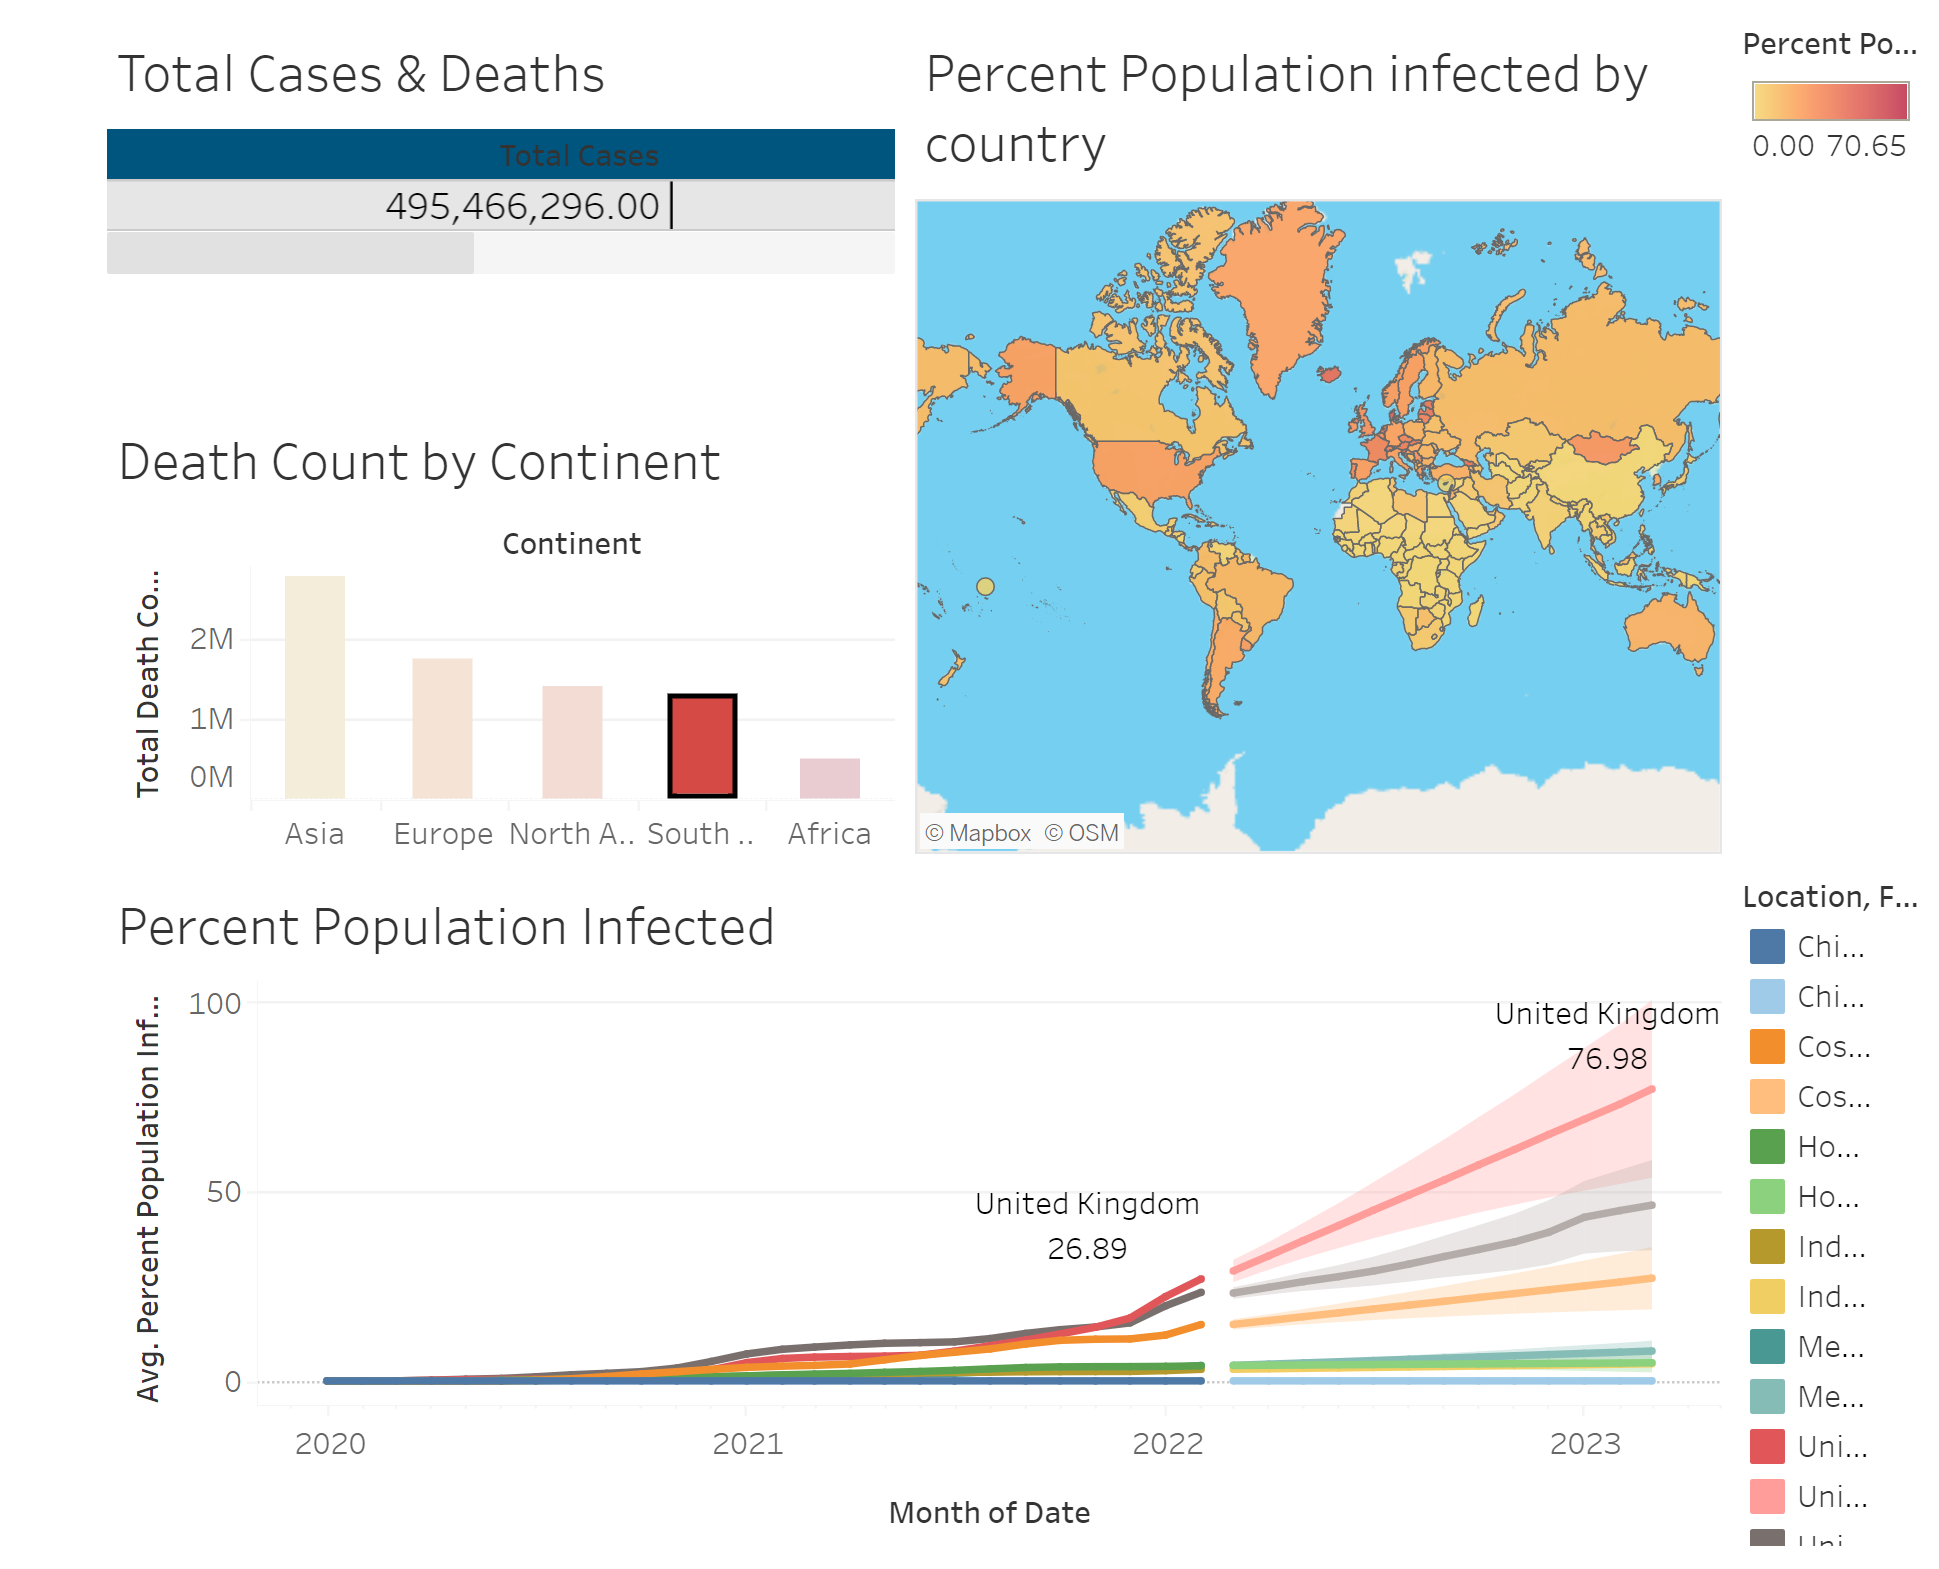 Total Cases & Deaths
Total Cases
495,466,296.00
Death Count by Continent
Continent
Total Death Co...
2M
1M
0M
Asia
Europe
North A..
South ..
Africa
Percent Population infected by
country
© Mapbox © OSM
Percent Po...
0.00 70.65
Percent Population Infected
Avg. Percent Population Inf...
100
50
0
United Kingdom
26.89
United Kingdom
76.98
2020
2021
2022
2023
Month of Date
Location, F...
Chi...
Chi...
Cos...
Cos...
Ho...
Ho...
Ind...
Ind...
Me...
Me...
Uni...
Uni...